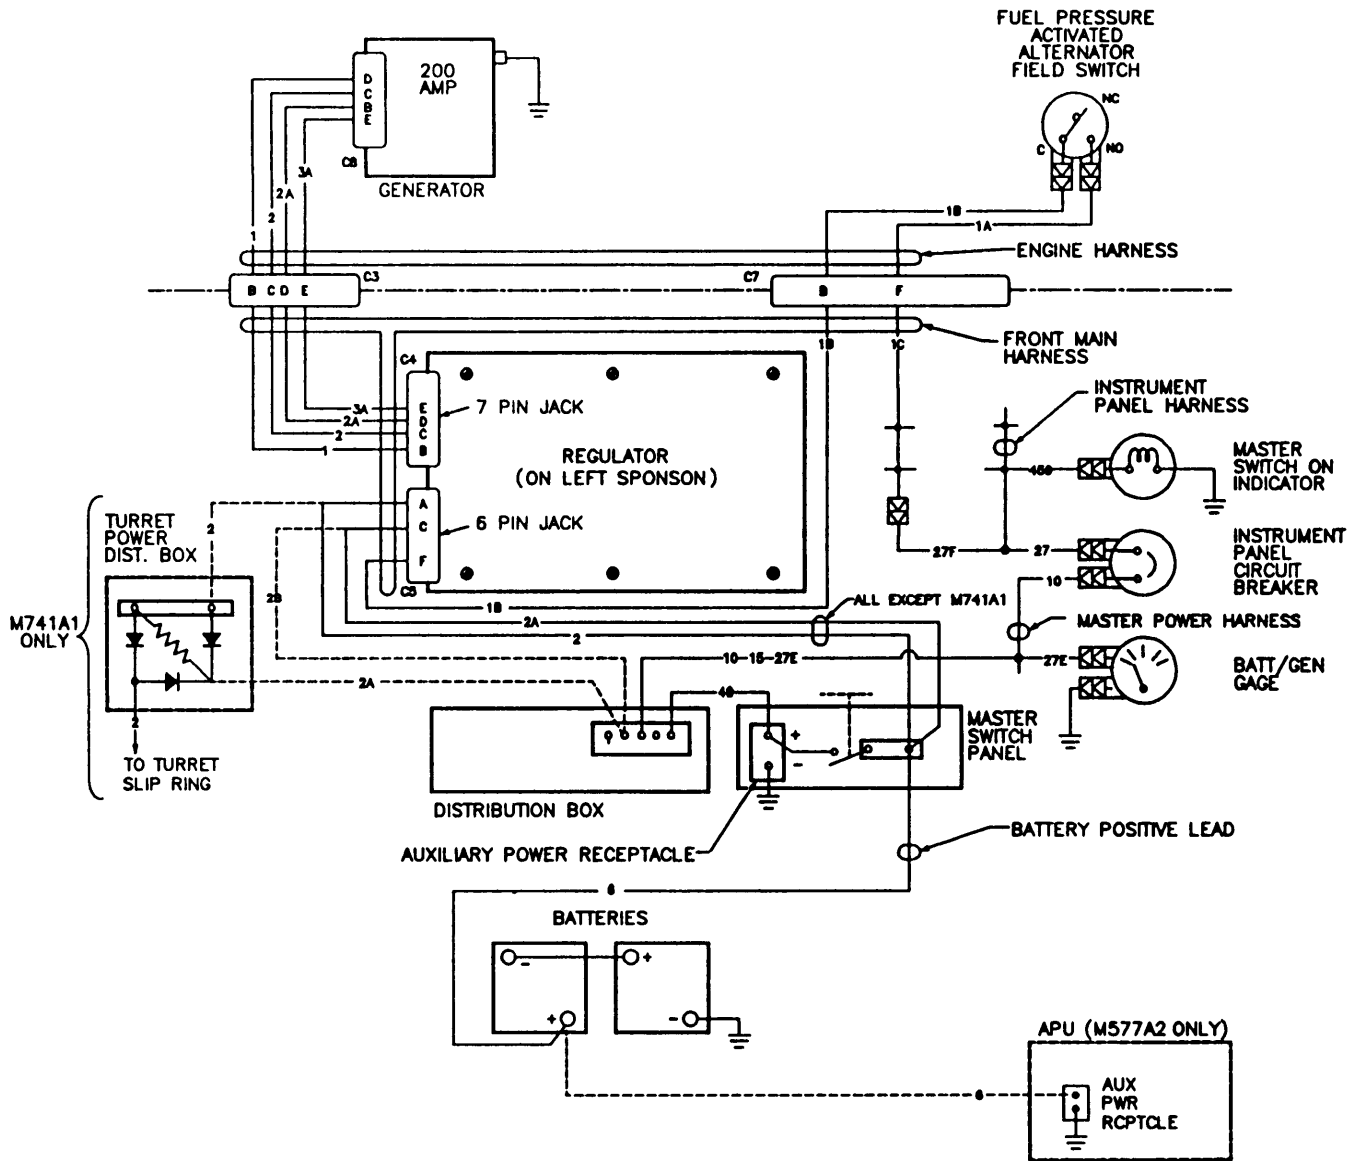 FUEL PRESSURE
ACTIVATED
ALTERNATOR
FIELD SWITCH
NC
C
NO
200
AMP
D
C
B
E
C8
GENERATOR
3A
2A
2
1
1B
1A
ENGINE HARNESS
C3
B C D E
C7
B F
FRONT MAIN
HARNESS
1B
1C
C4
7 PIN JACK
E
D
C
B
3A
2A
2
1
REGULATOR
(ON LEFT SPONSON)
INSTRUMENT
PANEL HARNESS
459
MASTER
SWITCH ON
INDICATOR
A
C
F
6 PIN JACK
C5
27F
27
10
INSTRUMENT
PANEL
CIRCUIT
BREAKER
TURRET
POWER
DIST. BOX
2
2B
M741A1
ONLY
1B
2A
2
ALL EXCEPT M741A1
MASTER POWER HARNESS
10-15-27E
27E
BATT/GEN
GAGE
2A
2
TO TURRET
SLIP RING
49
+
-
MASTER
SWITCH
PANEL
DISTRIBUTION BOX
AUXILIARY POWER RECEPTACLE
BATTERY POSITIVE LEAD
6
BATTERIES
-
+
+
-
APU (M577A2 ONLY)
6
AUX
PWR
RCPTCLE